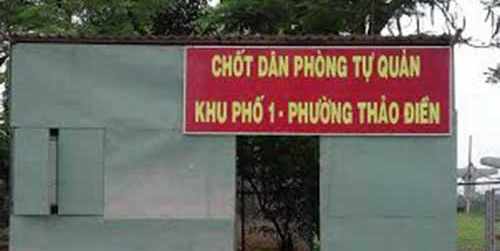 CHỐT DÂN PHÒNG TỰ QUẢN
KHU PHỐ 1 - PHƯỜNG THẢO ĐIỀN